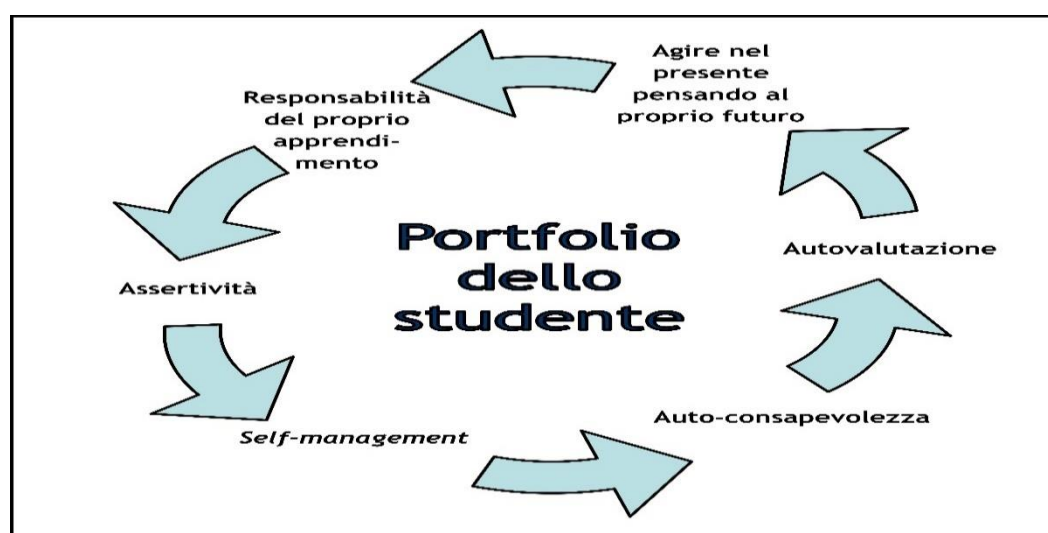 Agire nel
presente
pensando al
proprio futuro
Responsabilità
del proprio
apprendi-
mento
Portfolio
dello
studente
Autovalutazione
Assertività
Auto-consapevolezza
Self-management